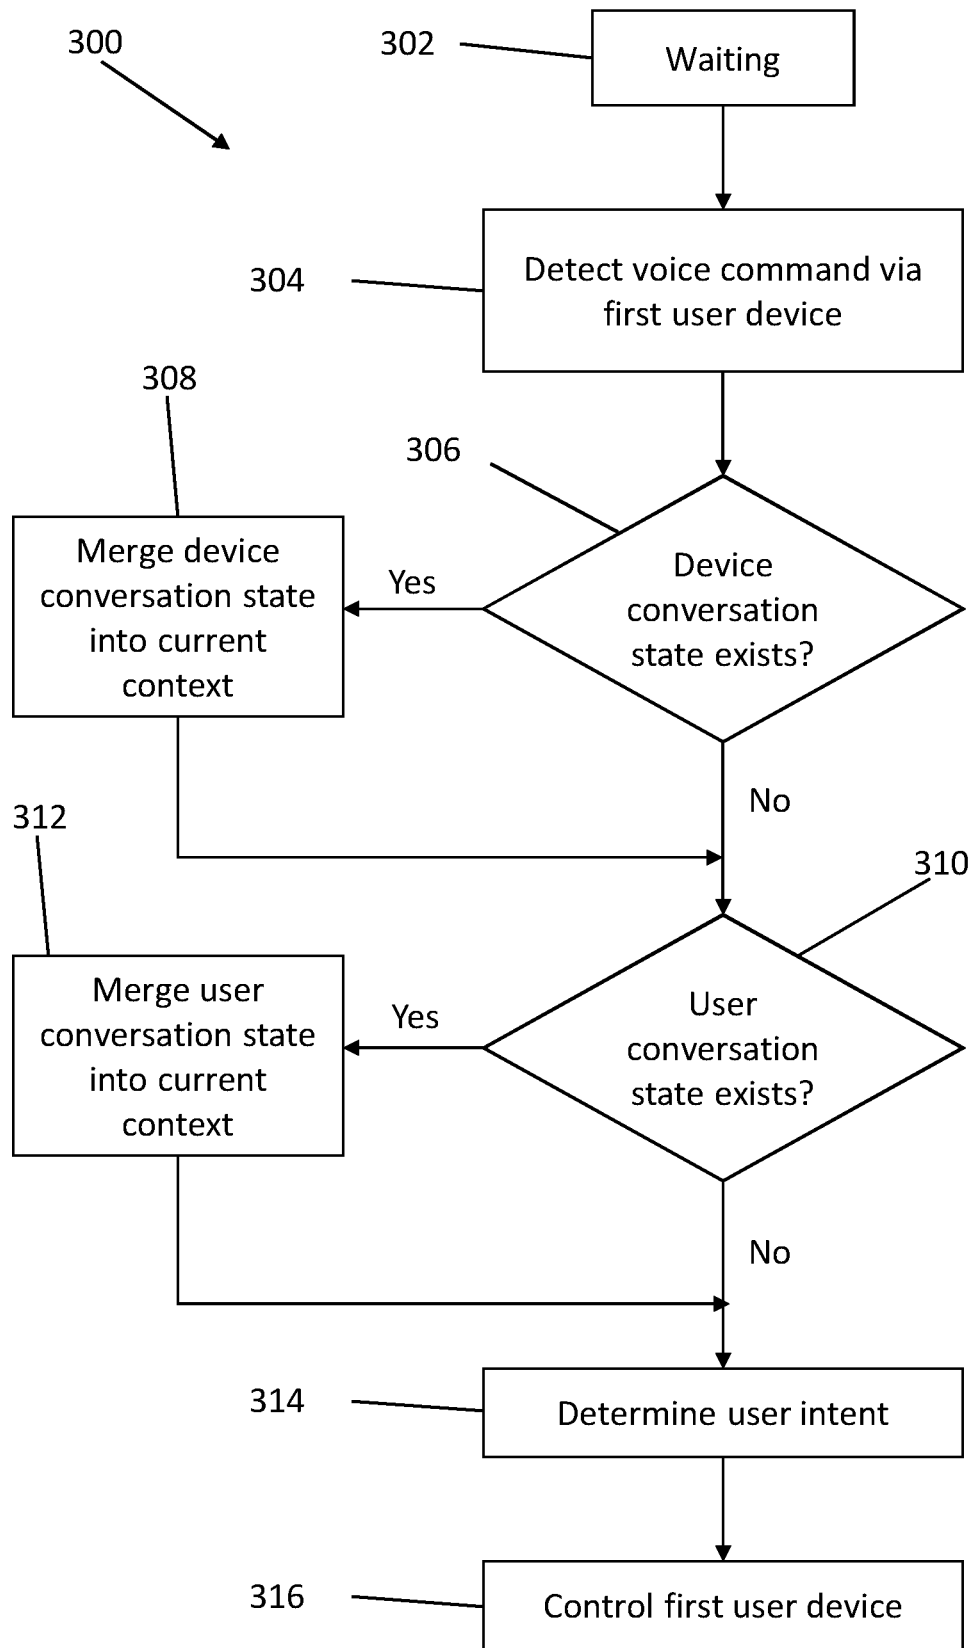 300
302
Waiting
304
Detect voice command via
first user device
308
306
Merge device
conversation state
into current
context
Yes
Device
conversation
state exists?
No
312
310
Merge user
conversation state
into current
context
Yes
User
conversation
state exists?
No
314
Determine user intent
316
Control first user device